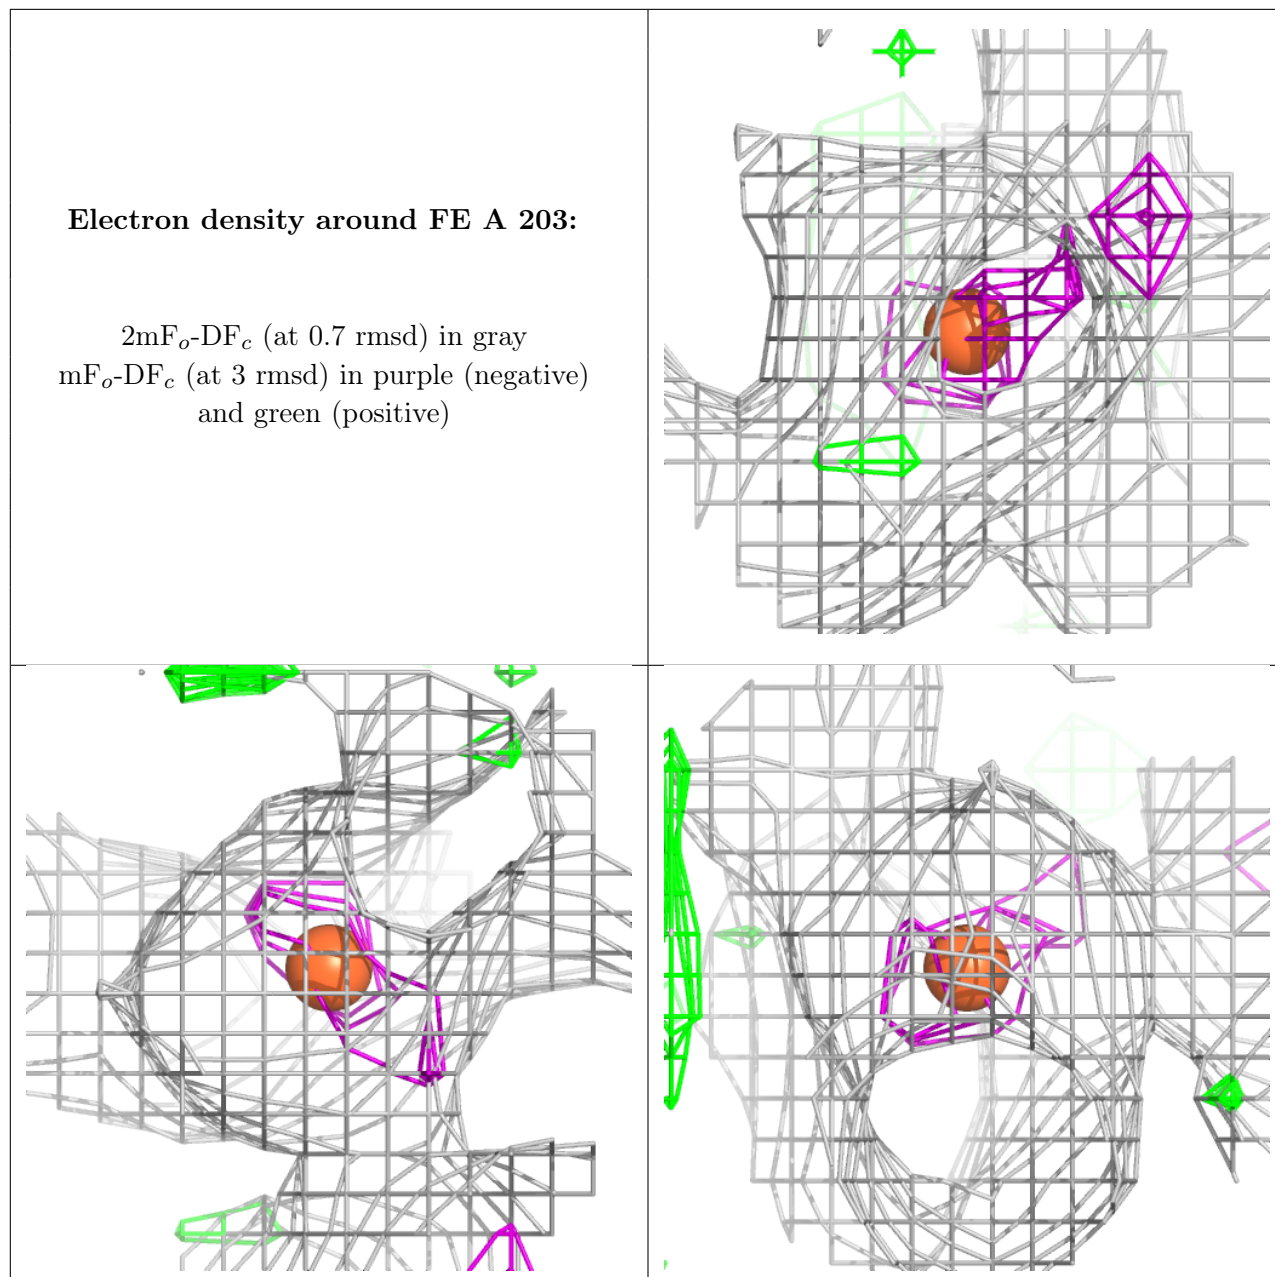 Electron density around FE A 203:
2mFo-DFc (at 0.7 rmsd) in gray
mFo-DFc (at 3 rmsd) in purple (negative)
and green (positive)